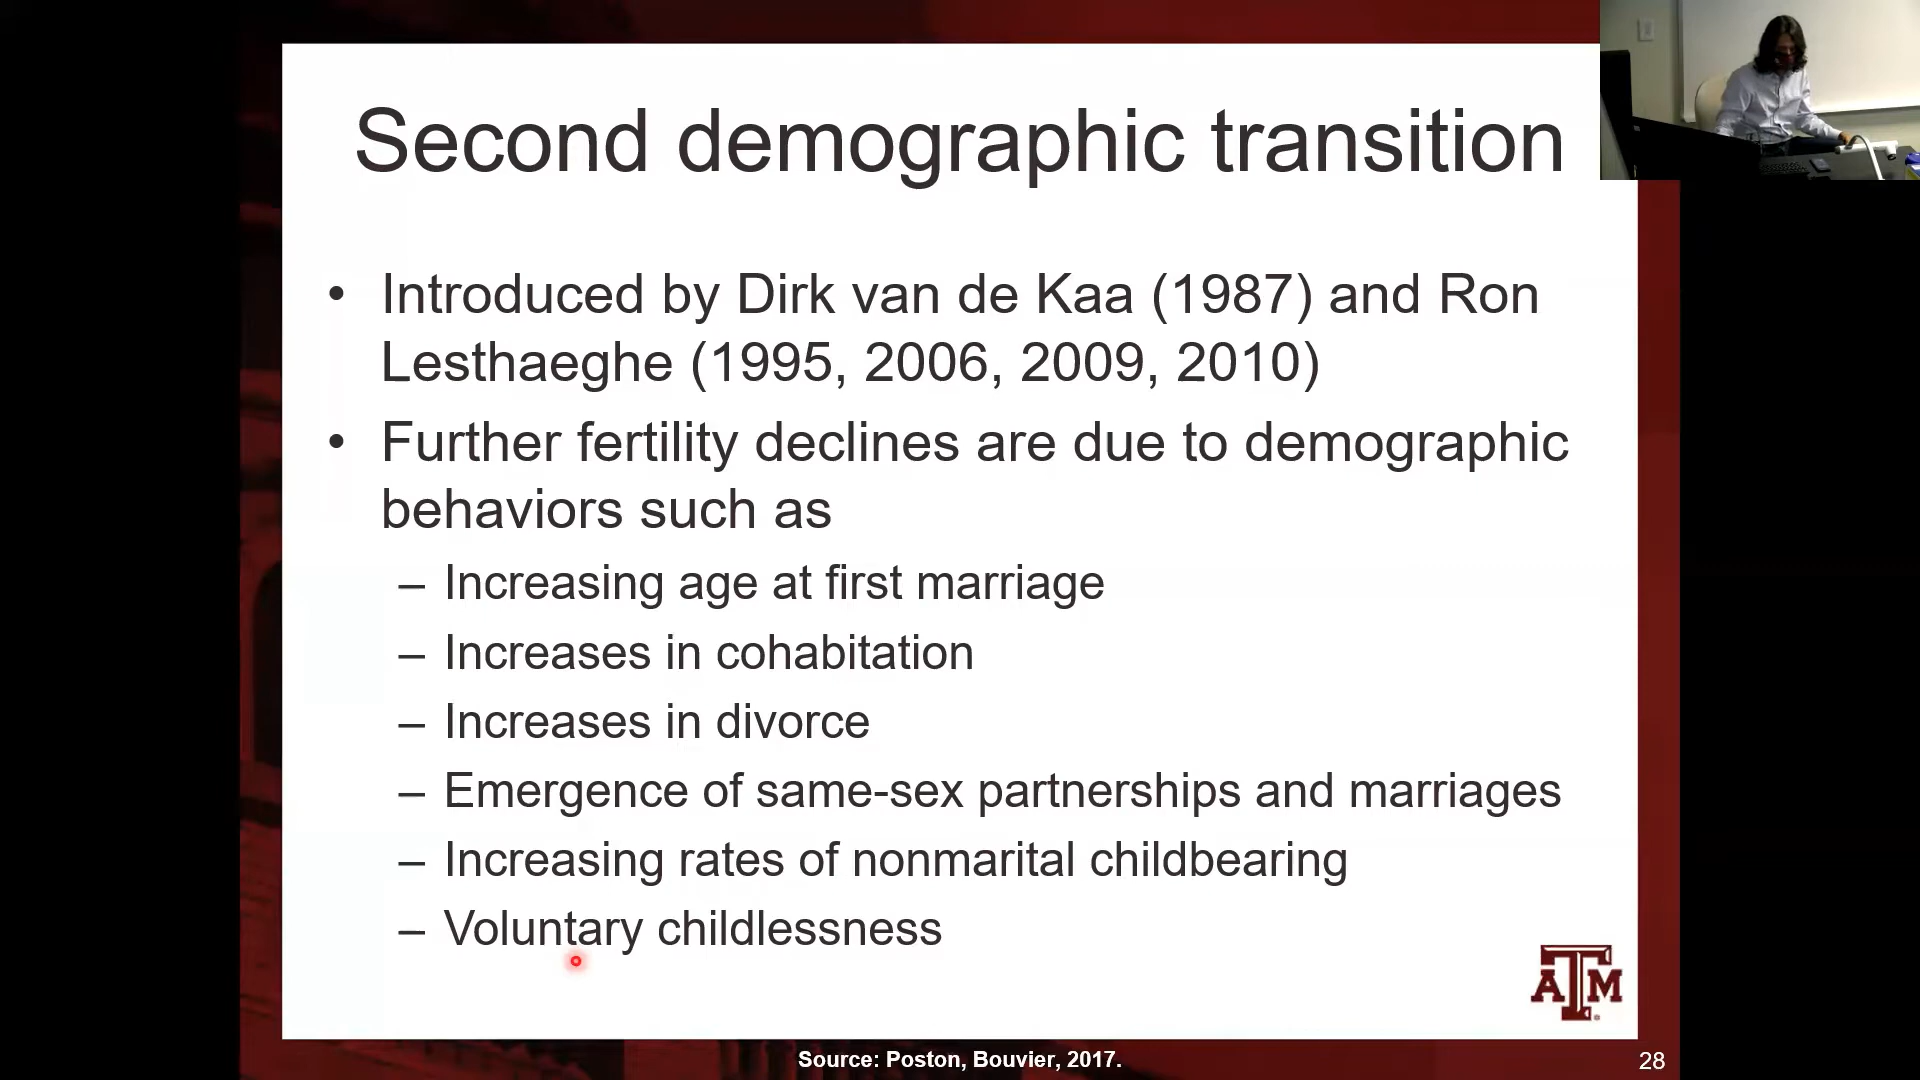 Second demographic transition
• Introduced by Dirk van de Kaa (1987) and Ron
Lesthaeghe (1995, 2006, 2009, 2010)
• Further fertility declines are due to demographic
behaviors such as
– Increasing age at first marriage
– Increases in cohabitation
– Increases in divorce
– Emergence of same-sex partnerships and marriages
– Increasing rates of nonmarital childbearing
– Voluntary childlessness
ATM
Source: Poston, Bouvier, 2017.
28